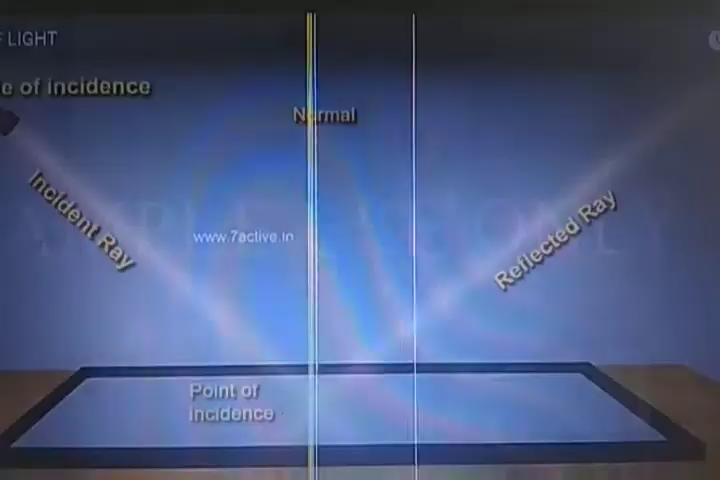 F LIGHT
e of incidence
Normal
Incident Ray
www.7active.in
Reflected Ray
Point of
incidence